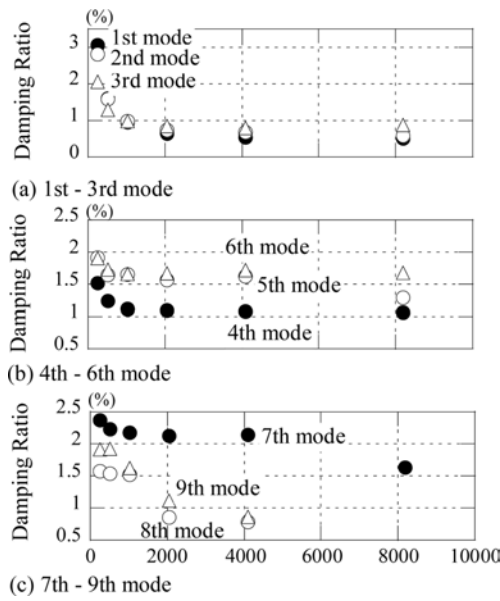 (%)
3
2
1
0
Damping Ratio
1st mode
2nd mode
3rd mode
(a) 1st - 3rd mode
(%)
2.5
2
1.5
1
0.5
Damping Ratio
6th mode
5th mode
4th mode
(b) 4th - 6th mode
(%)
2.5
2
1.5
1
0.5
Damping Ratio
7th mode
9th mode
8th mode
0 2000 4000 6000 8000 10000
(c) 7th - 9th mode